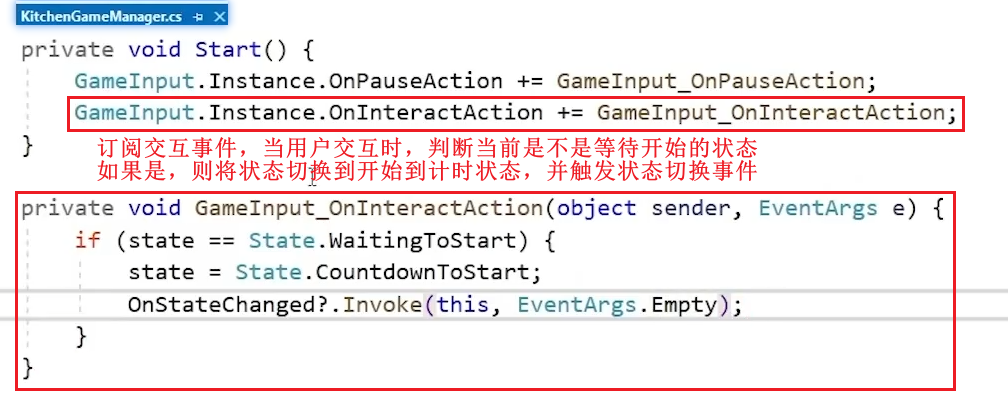 KitchenGameManager.cs
private void Start() {
GameInput.Instance.OnPauseAction += GameInput_OnPauseAction;
GameInput.Instance.OnInteractAction += GameInput_OnInteractAction;
}
订阅交互事件，当用户交互时，判断当前是不是等待开始的状态
如果是，则将状态切换到开始到计时状态，并触发状态切换事件
private void GameInput_OnInteractAction(object sender, EventArgs e) {
if (state == State.WaitingToStart) {
state = State.CountdownToStart;
OnStateChanged?.Invoke(this, EventArgs.Empty);
}
}